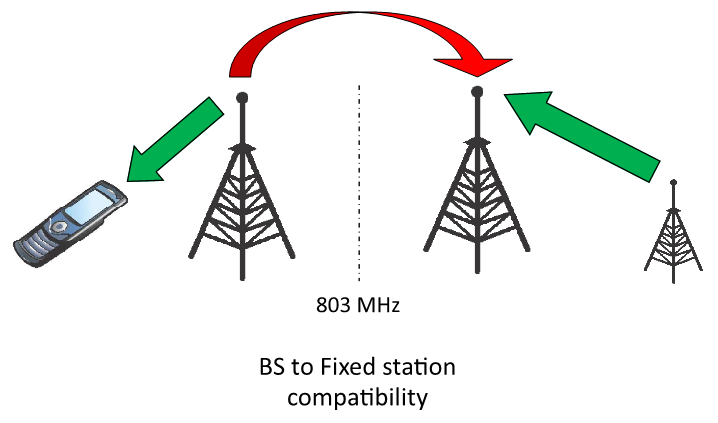 803 MHz
BS to Fixed station
compatibility